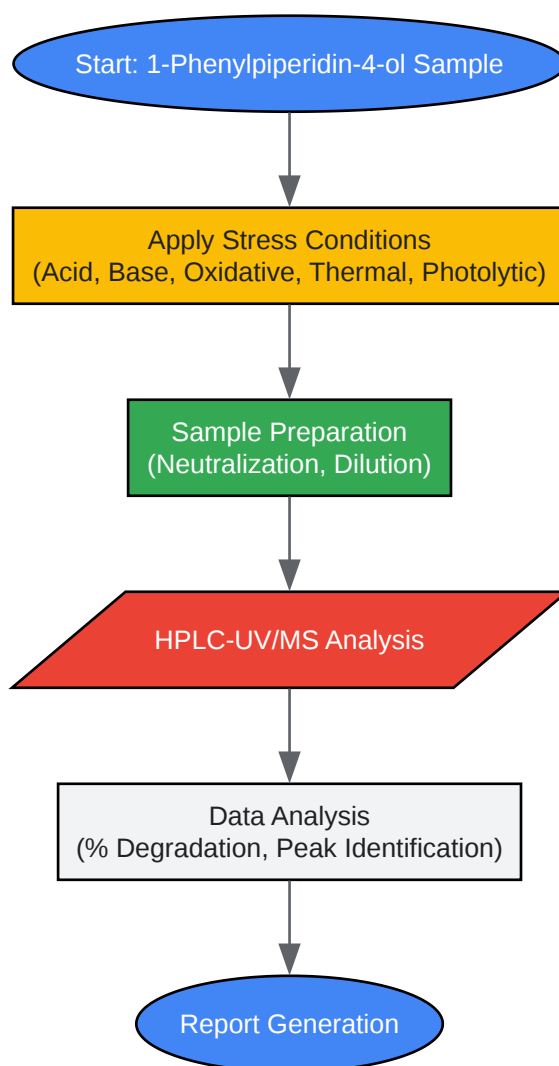 Start: 1-Phenylpiperidin-4-ol Sample
Apply Stress Conditions
(Acid, Base, Oxidative, Thermal, Photolytic)
Sample Preparation
(Neutralization, Dilution)
HPLC-UV/MS Analysis
Data Analysis
(% Degradation, Peak Identification)
Report Generation